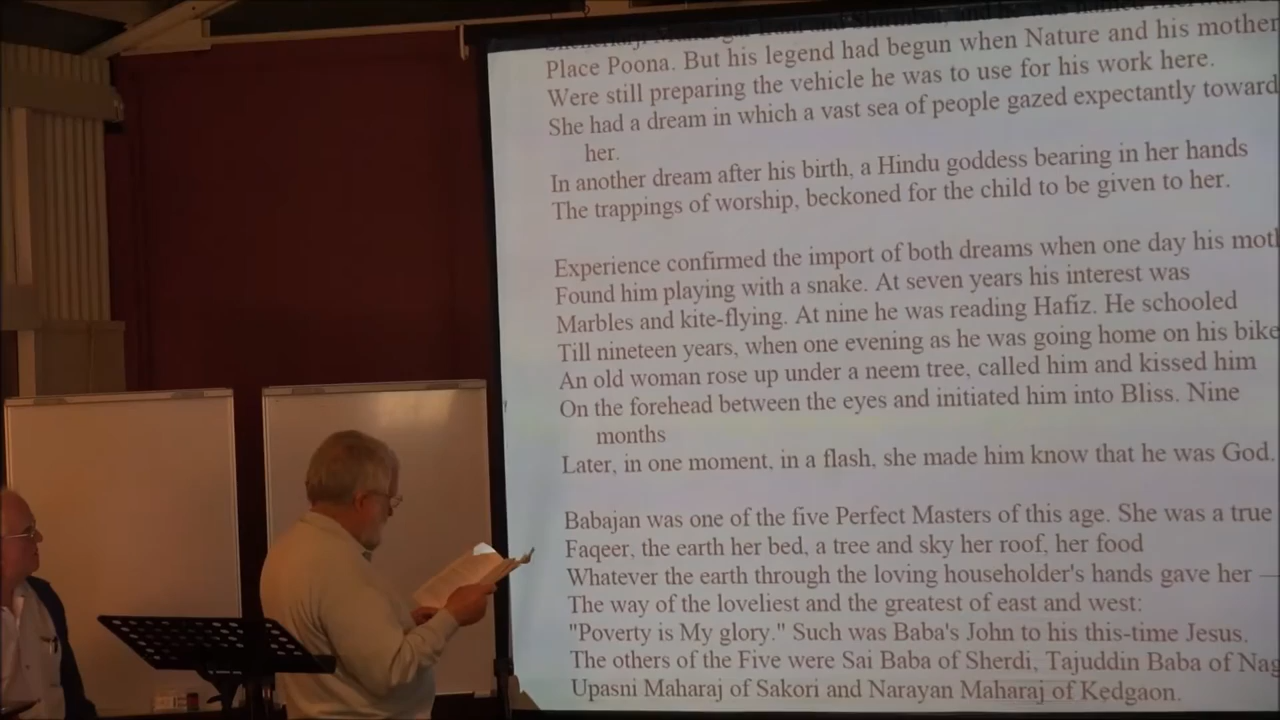 Place Poona. But his legend had begun when Nature and his mother
Were still preparing the vehicle he was to use for his work here.
She had a dream in which a vast sea of people gazed expectantly toward
her.
In another dream after his birth, a Hindu goddess bearing in her hands
The trappings of worship, beckoned for the child to be given to her.
Experience confirmed the import of both dreams when one day his
Found him playing with a snake. At seven years his interest was
Marbles and kite-flying. At nine he was reading Hafiz. He schooled
Till nineteen years, when one evening as he was going home on his bike
An old woman rose up under a neem tree, called him and kissed him
On the forehead between the eyes and initiated him into Bliss. Nine
months
Later, in one moment, in a flash, she made him know that he was God.
Babajan was one of the five Perfect Masters of this age. She was a true
Faqeer, the earth her bed, a tree and sky her roof, her food
Whatever the earth through the loving householder's hands gave her —
The way of the loveliest and the greatest of east and west:
"Poverty is My glory." Such was Baba's John to his this-time Jesus.
The others of the Five were Sai Baba of Sherdi, Tajuddin Baba of Nag
Upasni Maharaj of Sakori and Narayan Maharaj of Kedgaon.